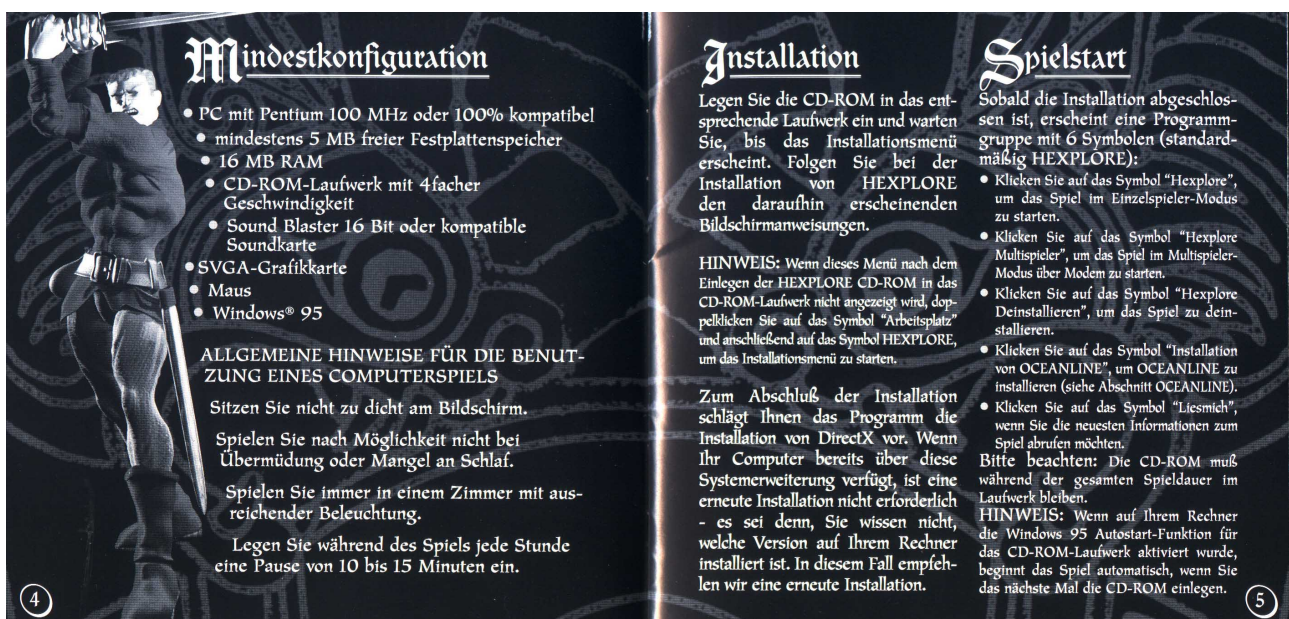 Mindestkonfiguration
• PC mit Pentium 100 MHz oder 100% kompatibel
• mindestens 5 MB freier Festplattenspeicher
• 16 MB RAM
• CD-ROM-Laufwerk mit 4facher
Geschwindigkeit
• Sound Blaster 16 Bit oder kompatible
Soundkarte
• SVGA-Grafikkarte
• Maus
• Windows® 95
ALLGEMEINE HINWEISE FÜR DIE BENUT-
ZUNG EINES COMPUTERSPIELS
Sitzen Sie nicht zu dicht am Bildschirm.
Spielen Sie nach Möglichkeit nicht bei
Übermüdung oder Mangel an Schlaf.
Spielen Sie immer in einem Zimmer mit aus-
reichender Beleuchtung.
Legen Sie während des Spiels jede Stunde
eine Pause von 10 bis 15 Minuten ein.
4
Installation
Legen Sie die CD-ROM in das ent-
sprechende Laufwerk ein und warten
Sie, bis das Installationsmenü
erscheint. Folgen Sie bei der
Installation von HEXPLORE
den daraufhin erscheinenden
Bildschirmanweisungen.
HINWEIS: Wenn dieses Menü nach dem
Einlegen der HEXPLORE CD-ROM in das
CD-ROM-Laufwerk nicht angezeigt wird, dop-
pelklicken Sie auf das Symbol "Arbeitsplatz"
und anschließend auf das Symbol HEXPLORE,
um das Installationsmenü zu starten.
Zum Abschluß der Installation
schlägt Ihnen das Programm die
Installation von DirectX vor. Wenn
Ihr Computer bereits über diese
Systemerweiterung verfügt, ist eine
erneute Installation nicht erforderlich
- es sei denn, Sie wissen nicht,
welche Version auf Ihrem Rechner
installiert ist. In diesem Fall empfeh-
len wir eine erneute Installation.
Spielstart
Sobald die Installation abgeschlos-
sen ist, erscheint eine Programm-
gruppe mit 6 Symbolen (standard-
mäßig HEXPLORE):
• Klicken Sie auf das Symbol "Hexplore",
um das Spiel im Einzelspieler-Modus
zu starten.
• Klicken Sie auf das Symbol "Hexplore
Multispieler", um das Spiel im Multispieler-
Modus über Modem zu starten.
• Klicken Sie auf das Symbol "Hexplore
Deinstallieren", um das Spiel zu dein-
stallieren.
• Klicken Sie auf das Symbol "Installation
von OCEANLINE", um OCEANLINE zu
installieren (siehe Abschnitt OCEANLINE).
• Klicken Sie auf das Symbol "Liesmich",
wenn Sie die neuesten Informationen zum
Spiel abrufen möchten.
Bitte beachten: Die CD-ROM muß
während der gesamten Spieldauer im
Laufwerk bleiben.
HINWEIS: Wenn auf Ihrem Rechner
die Windows 95 Autostart-Funktion für
das CD-ROM-Laufwerk aktiviert wurde,
beginnt das Spiel automatisch, wenn Sie
das nächste Mal die CD-ROM einlegen.
5